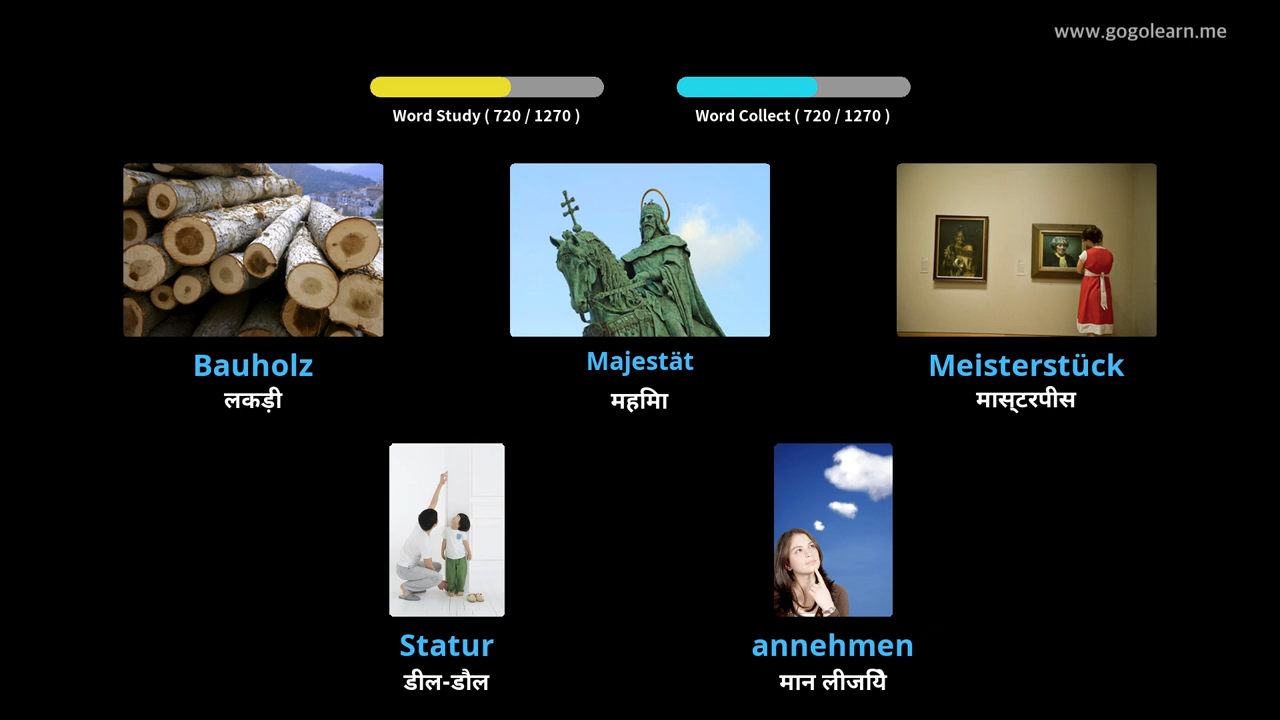 www.gogolearn.me
Word Study ( 720 / 1270 )
Word Collect ( 720 / 1270 )
Bauholz
लकड़ी
Majestät
महिमा
Meisterstück
मास्टरपीस
Statur
डील-डौल
annehmen
मान लीजिये